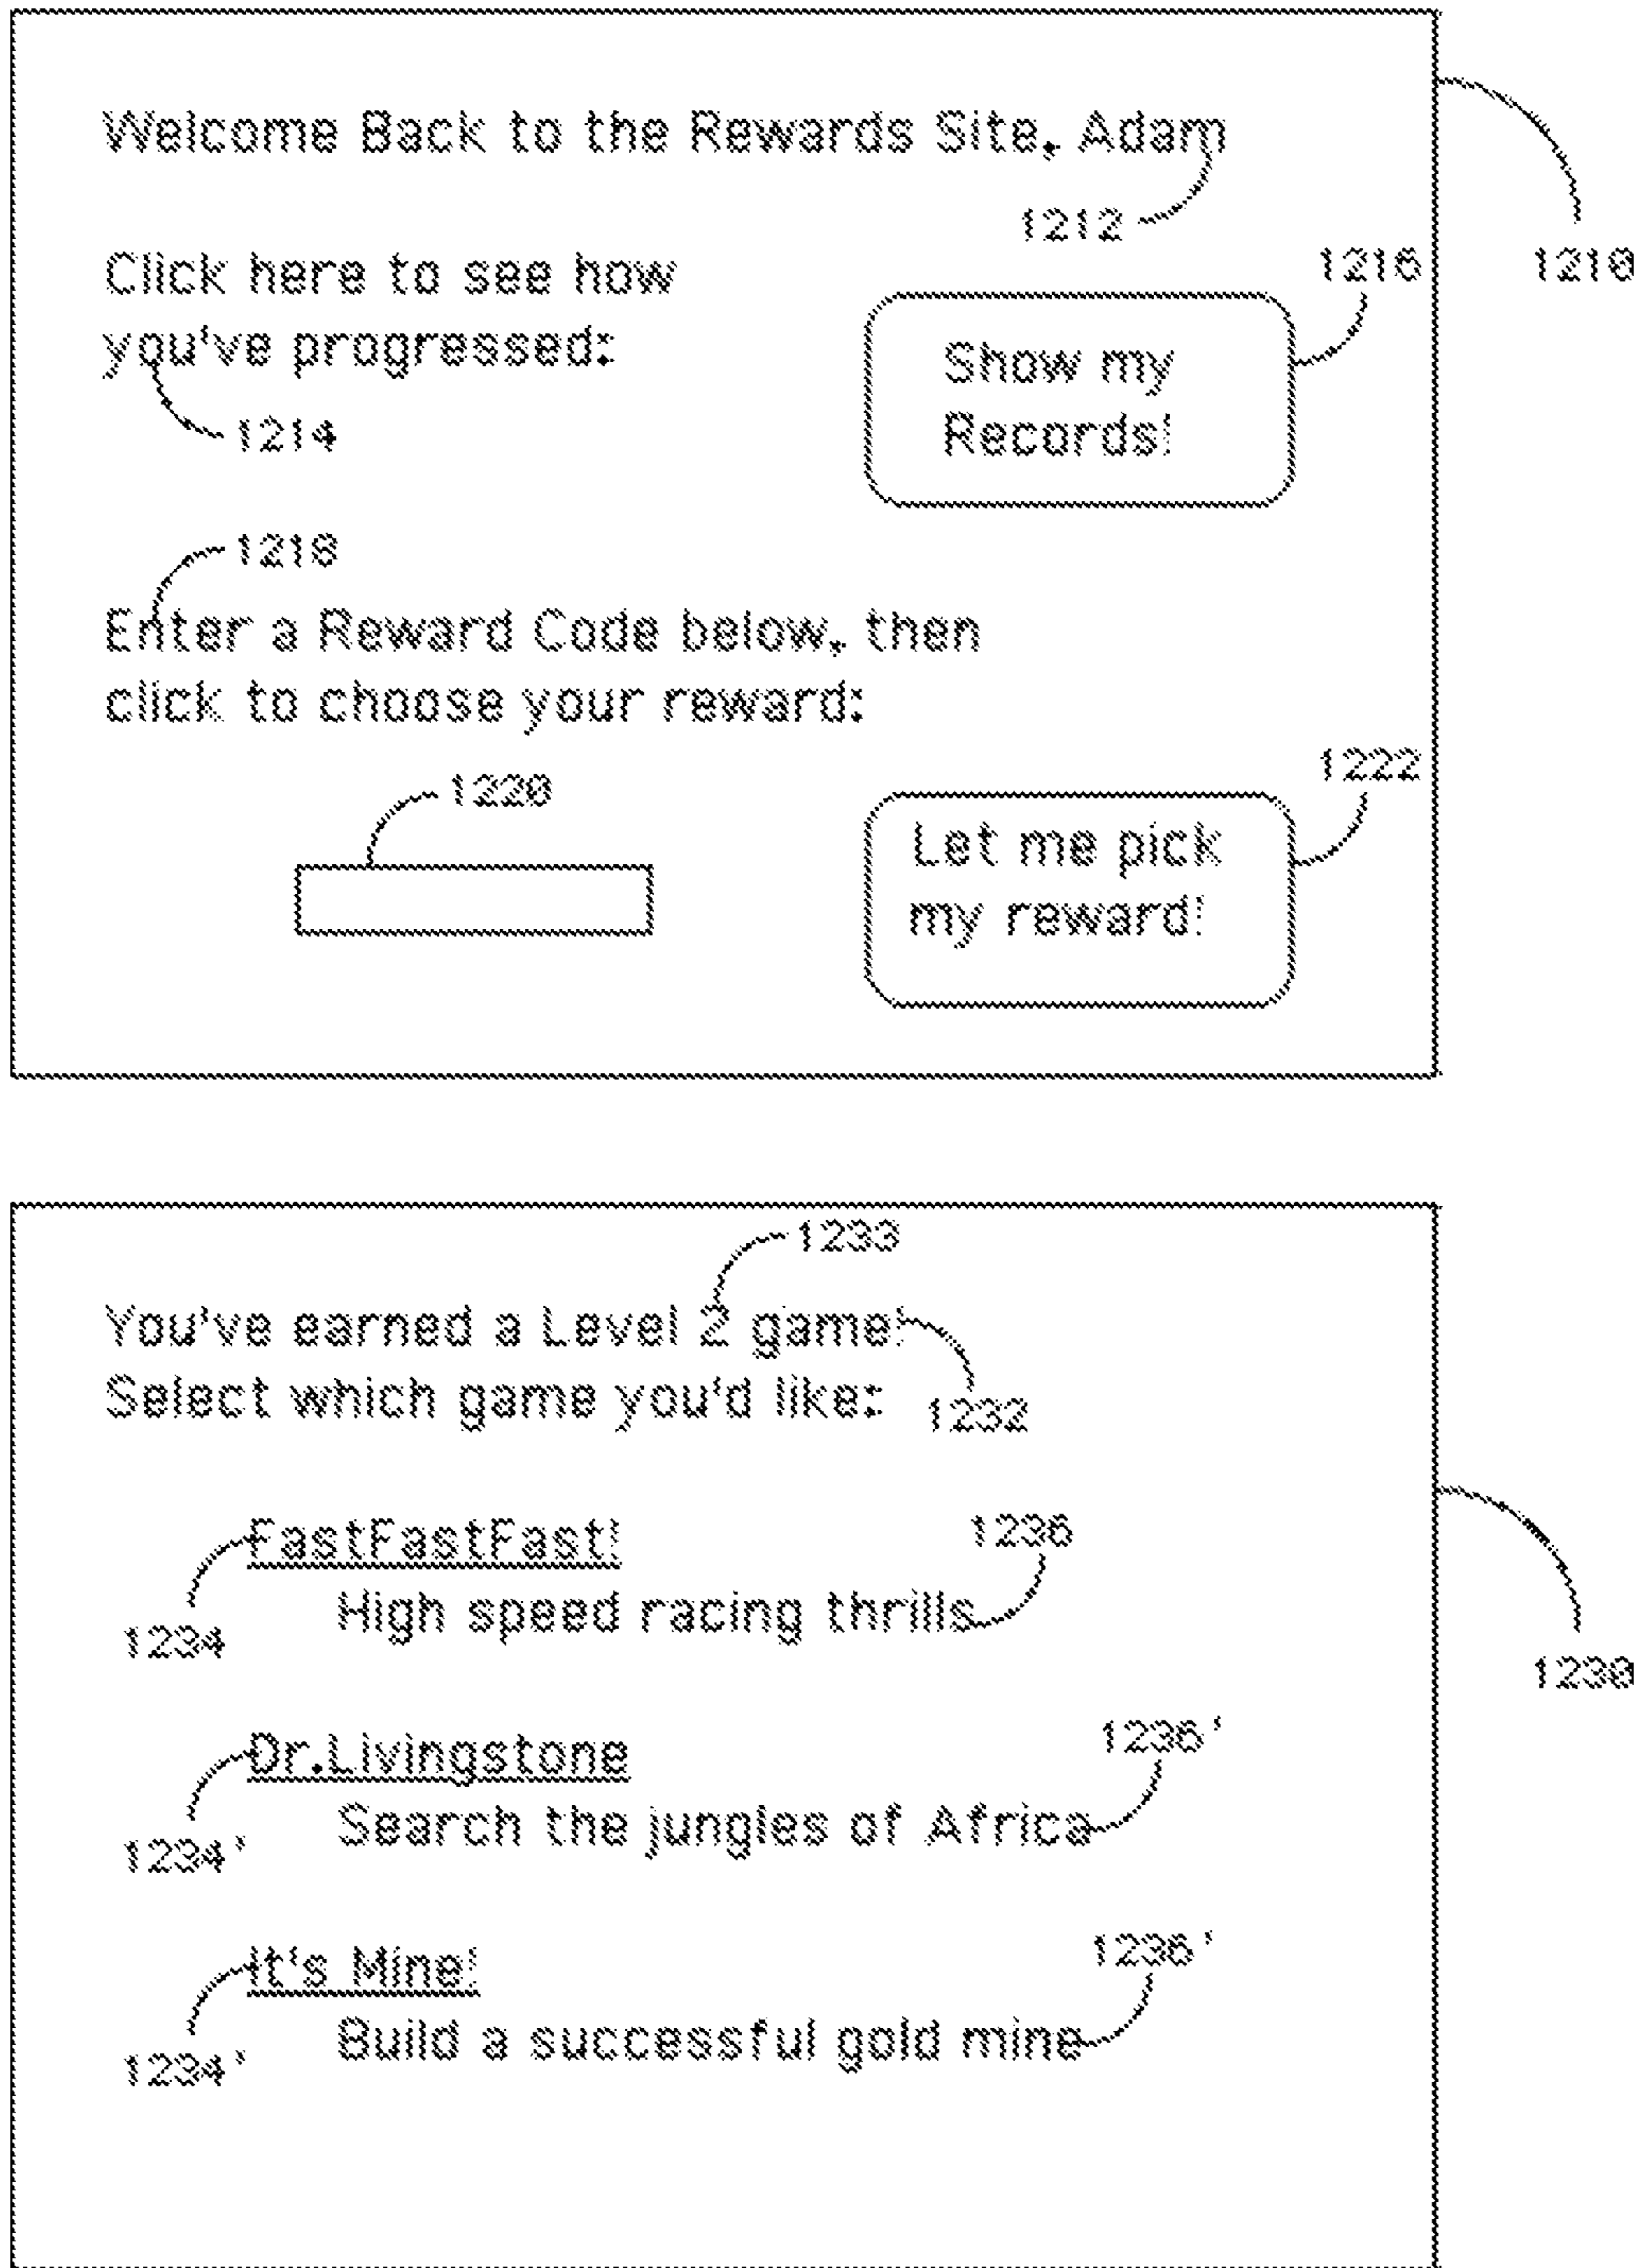 Welcome Back to the Rewards Site, Adam
1212
1210
Click here to see how
you've progressed:
1214
1216
Show my
Records!
1218
Enter a Reward Code below, then
click to choose your reward:
1220
1222
Let me pick
my reward!
1233
You've earned a Level 2 game!
Select which game you'd like:
1232
FastFastFast!
1236
High speed racing thrills
1234
1230
Dr.Livingstone
1236'
Search the jungles of Africa
1234'
It's Mine!
1236'
Build a successful gold mine
1234'